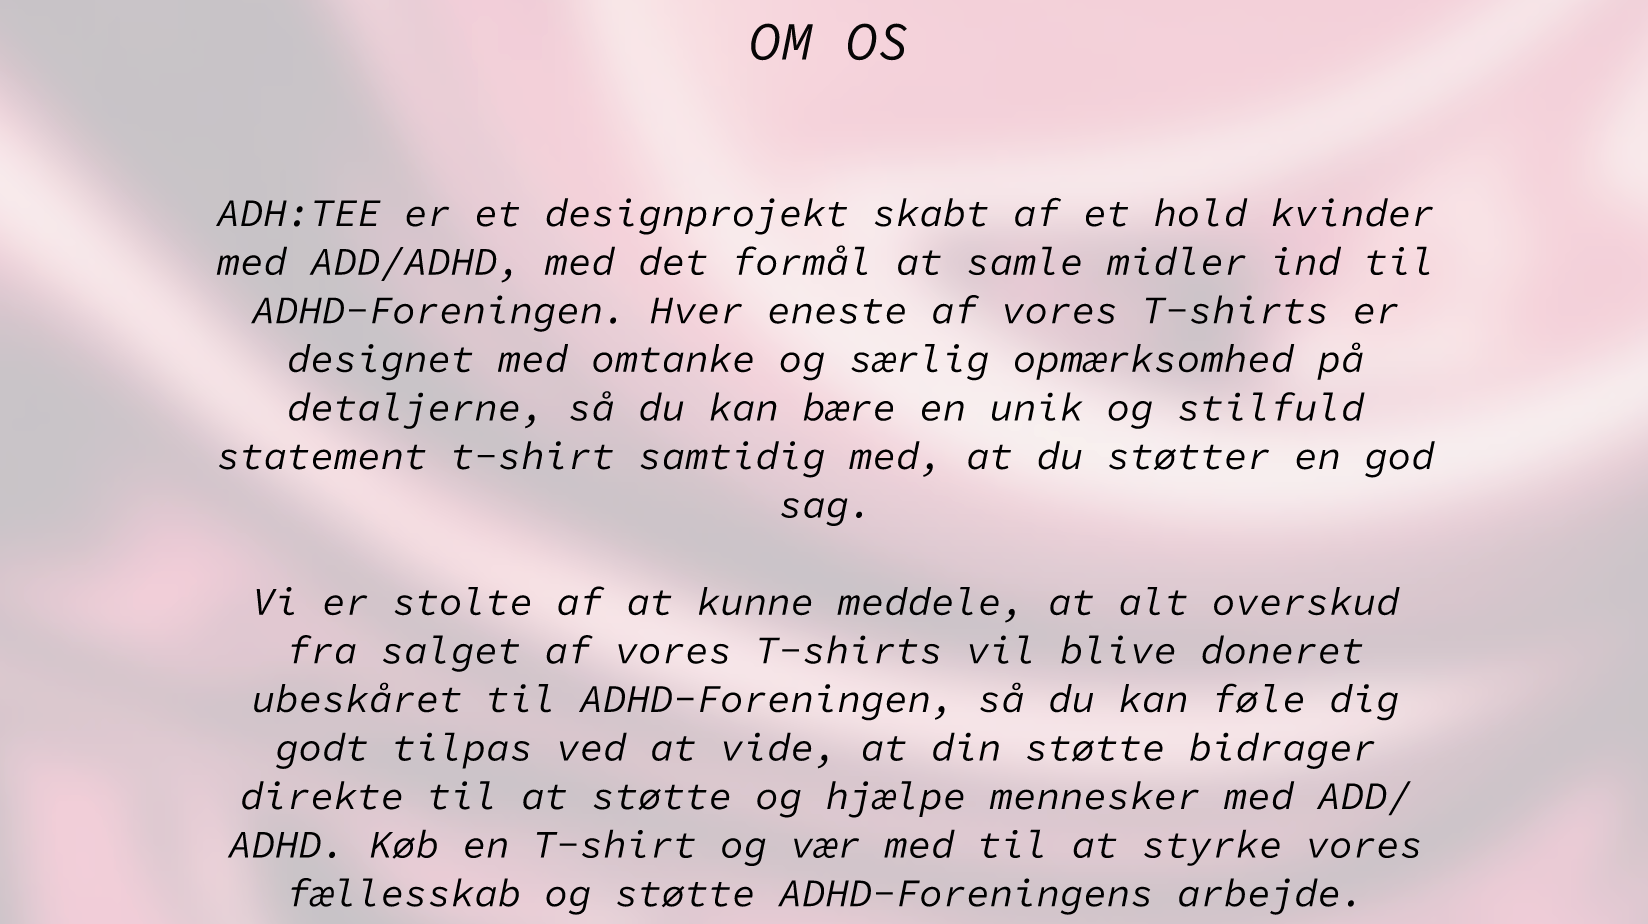 OM OS
ADH:TEE er et designprojekt skabt af et hold kvinder
med ADD/ADHD, med det formål at samle midler ind til
ADHD-Foreningen. Hver eneste af vores T-shirts er
designet med omtanke og særlig opmærksomhed på
detaljerne, så du kan bære en unik og stilfuld
statement t-shirt samtidig med, at du støtter en god
sag.
Vi er stolte af at kunne meddele, at alt overskud
fra salget af vores T-shirts vil blive doneret
ubeskåret til ADHD-Foreningen, så du kan føle dig
godt tilpas ved at vide, at din støtte bidrager
direkte til at støtte og hjælpe mennesker med ADD/
ADHD. Køb en T-shirt og vær med til at styrke vores
fællesskab og støtte ADHD-Foreningens arbejde.